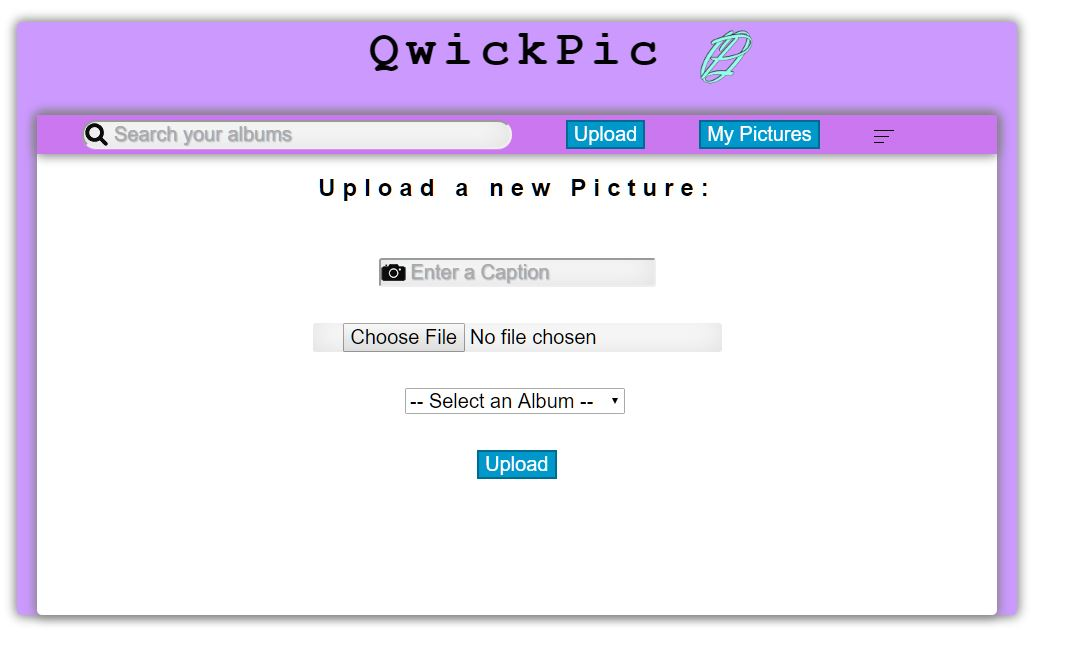 QwickPic
Search your albums Upload My Pictures
Upload a new Picture:
Enter a Caption
Choose File No file chosen
-- Select an Album --
Upload